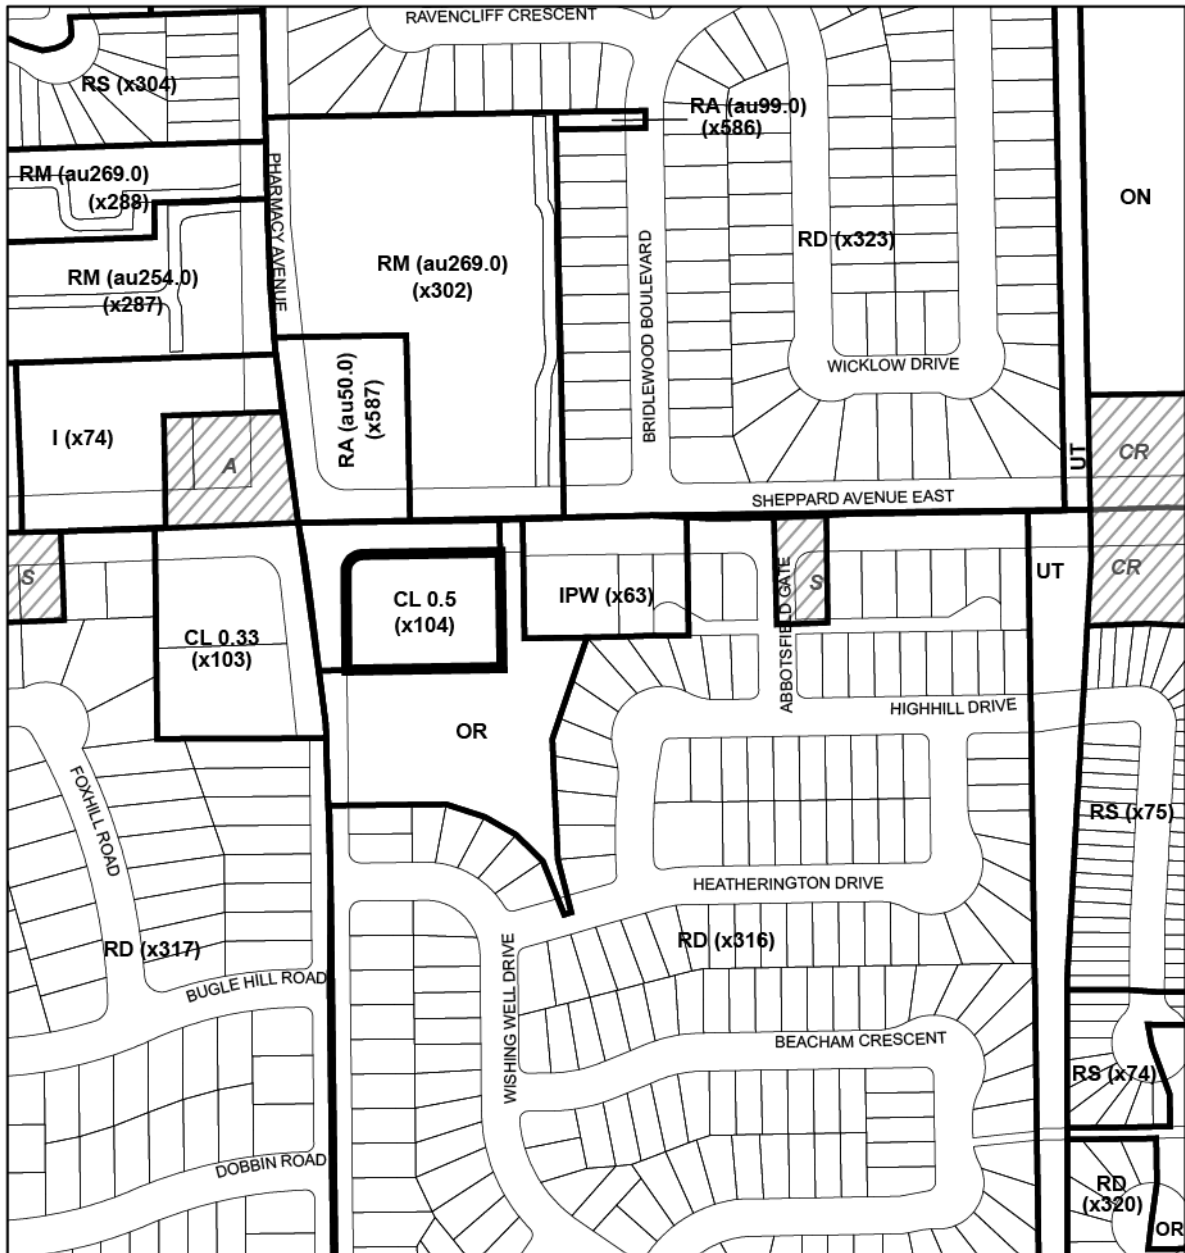 RAVENCLIFF CRESCENT
RS (x304)
RA (au99.0)
(x586)
RM (au269.0)
(x288)
PHARMACY AVENUE
ON
RM (au254.0)
(x287)
RM (au269.0)
(x302)
BRIDLEWOOD BOULEVARD
RD (x323)
WICKLOW DRIVE
RA (au50.0)
(x587)
I (x74)
A
UT
CR
SHEPPARD AVENUE EAST
S
CL 0.33
(x103)
CL 0.5
(x104)
IPW (x63)
ABBOTSFIELD GATE
S
UT
CR
OR
HIGHHILL DRIVE
FOXHILL ROAD
RS (x75)
HEATHERINGTON DRIVE
RD (x317)
RD (x316)
BUGLE HILL ROAD
WISHING WELL DRIVE
BEACHAM CRESCENT
RS (x74)
DOBBIN ROAD
RD
(x320)
OR